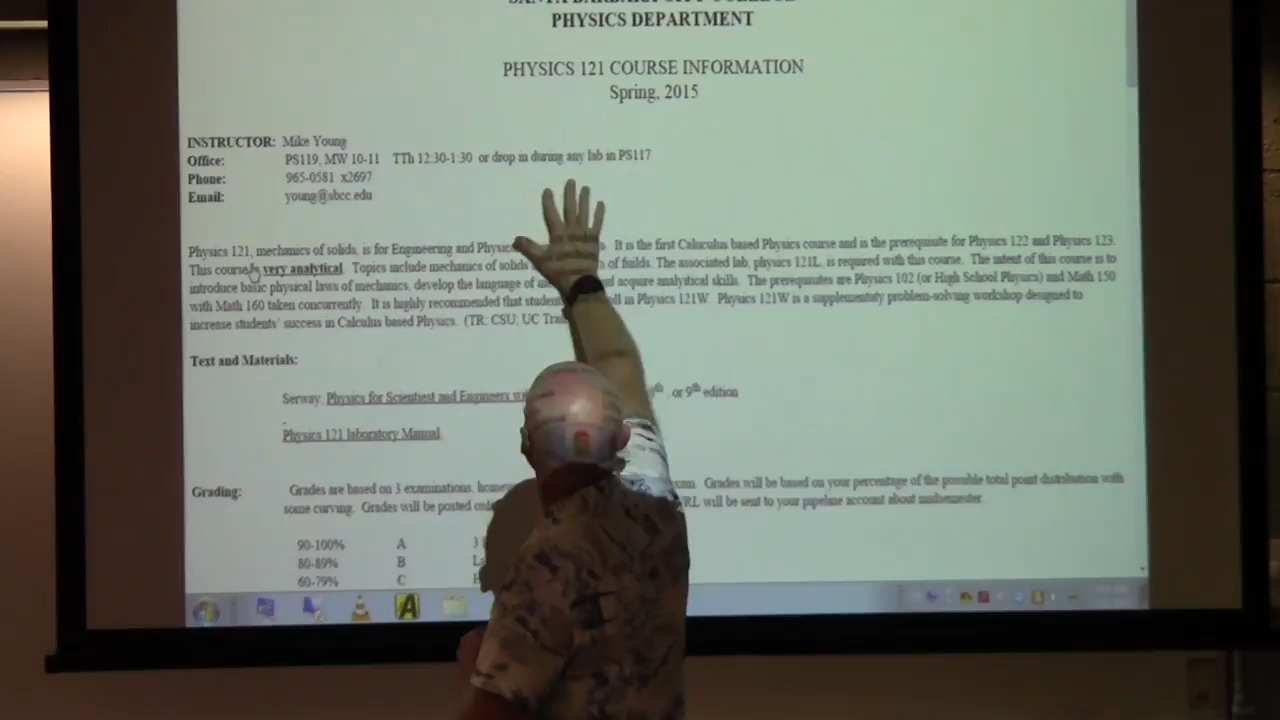 PHYSICS DEPARTMENT
PHYSICS 121 COURSE INFORMATION
Spring, 2015
INSTRUCTOR: Mike Young
Office: PS119, MW 10-11 TTh 12:30-1:30 or drop in during any lab in PS117
Phone: 965-0581 x2697
Email: young@sbcc.edu
Physics 121, mechanics of solids, is for Engineering and Physics It is the first Caluculus based Physics course and is the prerequisite for Physics 122 and Physics 123.
This course very analytical. Topics include mechanics of solids of fluids. The associated lab, physics 121L, is required with this course. The intent of this course is to
introduce basic physical laws of mechanics, develop the language of acquire analytical skills. The prerequisites are Physics 102 (or High School Physics) and Math 150
with Math 160 taken concurrently. It is highly recommended that in Physics 121W. Physics 121W is a supplementary problem-solving workshop designed to
increase students' success in Calculus based Physics. (TR: CSU, UC
Text and Materials:
Serway, Physics for Scientiest and Engineers or 9th edition
Physics 121 laboratory Manual
Grading: Grades are based on 3 examinations, Grades will be based on your percentage of the possible total point distribution with
some curving. Grades will be posted will be sent to your pipeline account about midsemester.
90-100% A 3
80-89% B
60-79% C